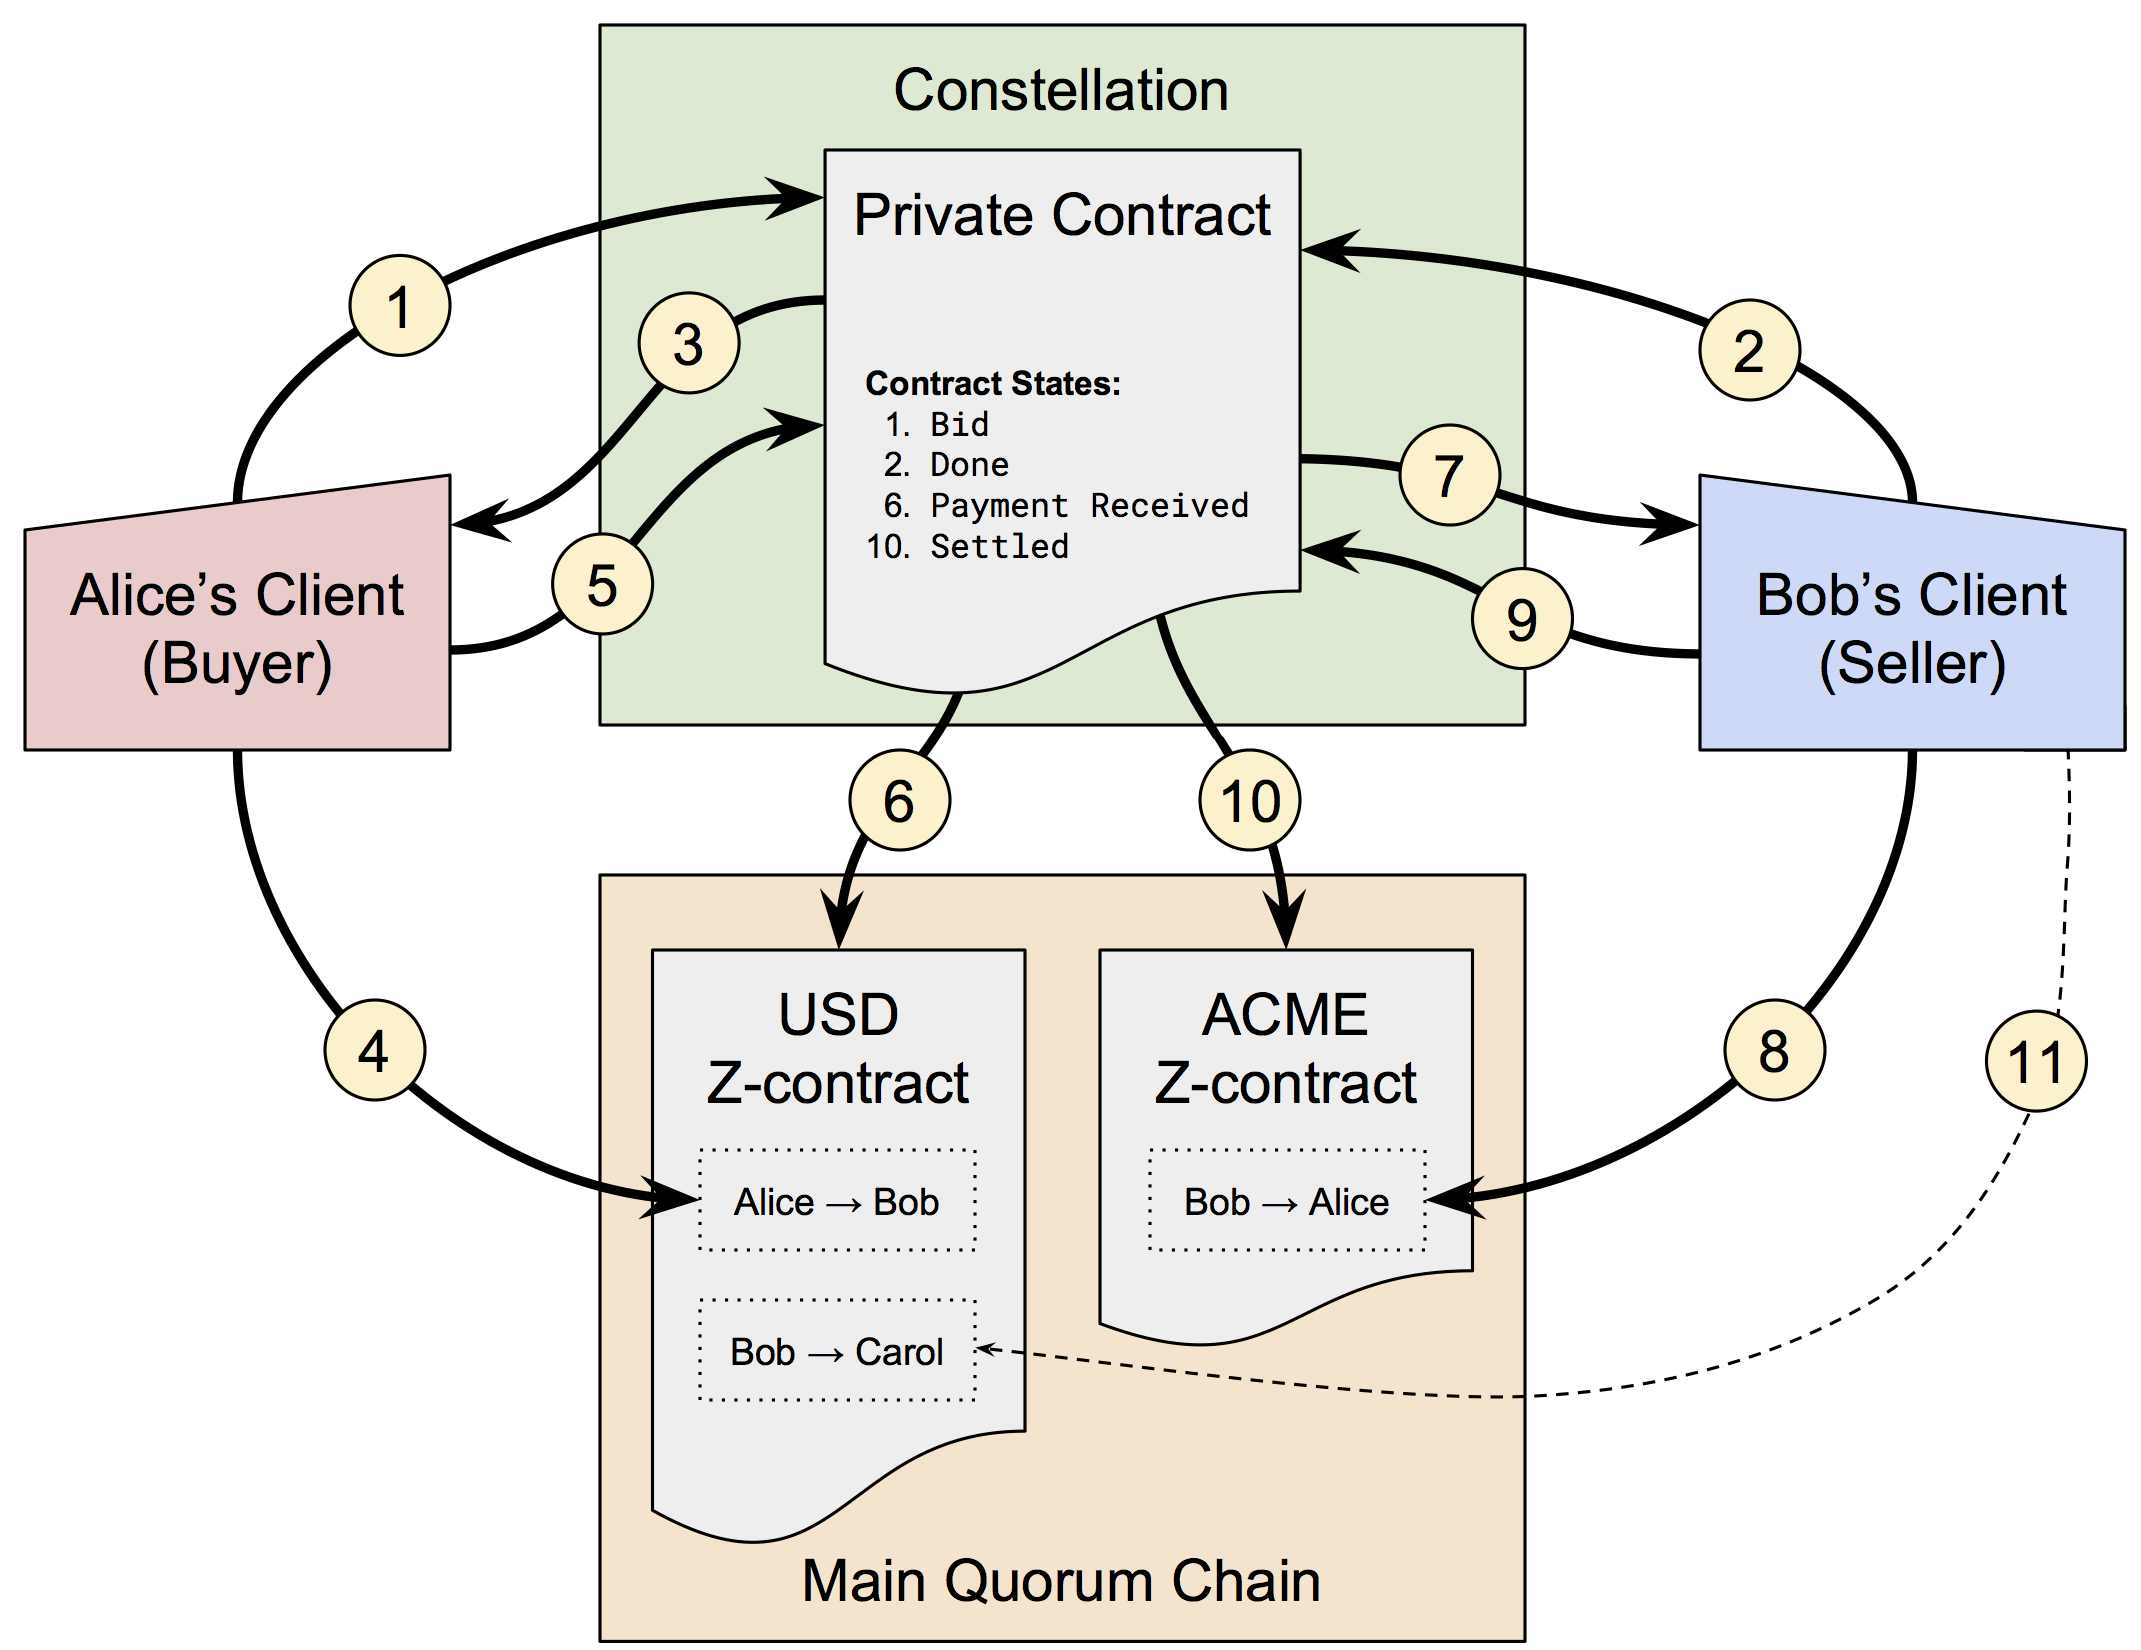 Constellation
Private Contract
1
2
3
Contract States:
1. Bid
2. Done
6. Payment Received
10. Settled
7
5
9
Alice’s Client
(Buyer)
Bob’s Client
(Seller)
6
10
4
8
11
USD
Z-contract
ACME
Z-contract
Alice → Bob
Bob → Alice
Bob → Carol
Main Quorum Chain